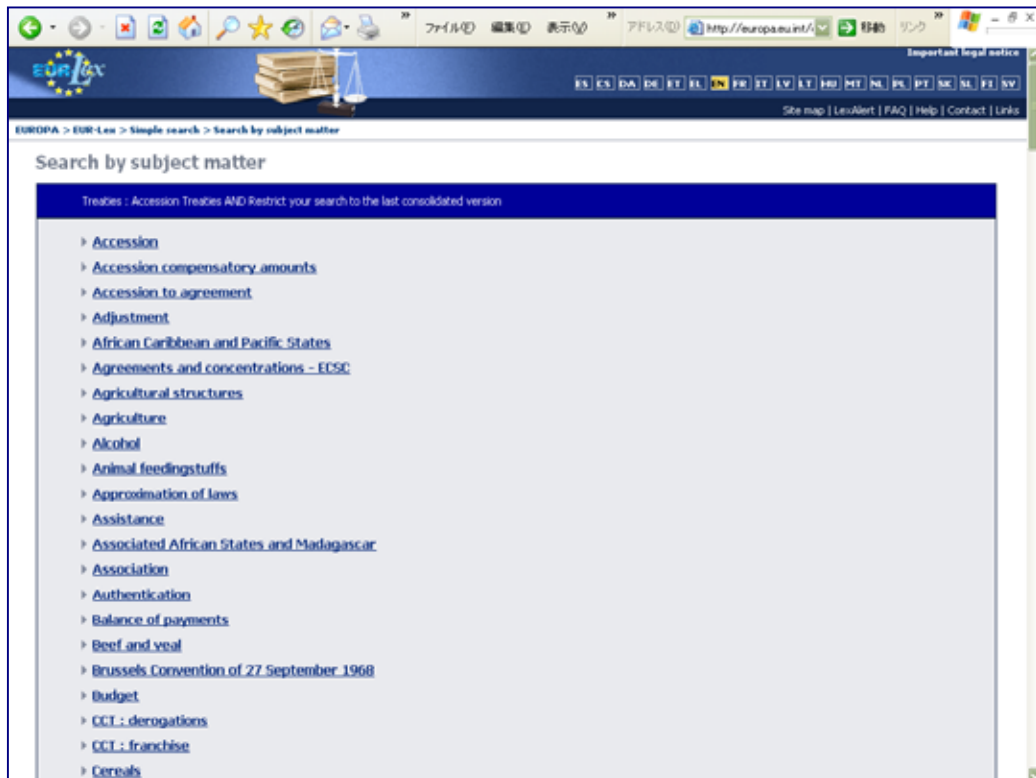 ファイル(F) 編集(E) 表示(V) アドレス(D) http://europa.eu.int/ 移動 リンク
Important legal notice
EUR Lex
ES CS DA DE ET EL EN FR IT LV LT HU MT NL PL PT SK SL FI SV
Site map | LexAlert | FAQ | Help | Contact | Links
EUROPA > EUR-Lex > Simple search > Search by subject matter
Search by subject matter
Treaties : Accession Treaties AND Restrict your search to the last consolidated version
Accession
Accession compensatory amounts
Accession to agreement
Adjustment
African Caribbean and Pacific States
Agreements and concentrations - ECSC
Agricultural structures
Agriculture
Alcohol
Animal feedingstuffs
Approximation of laws
Assistance
Associated African States and Madagascar
Association
Authentication
Balance of payments
Beef and veal
Brussels Convention of 27 September 1968
Budget
CCT : derogations
CCT : franchise
Cereals